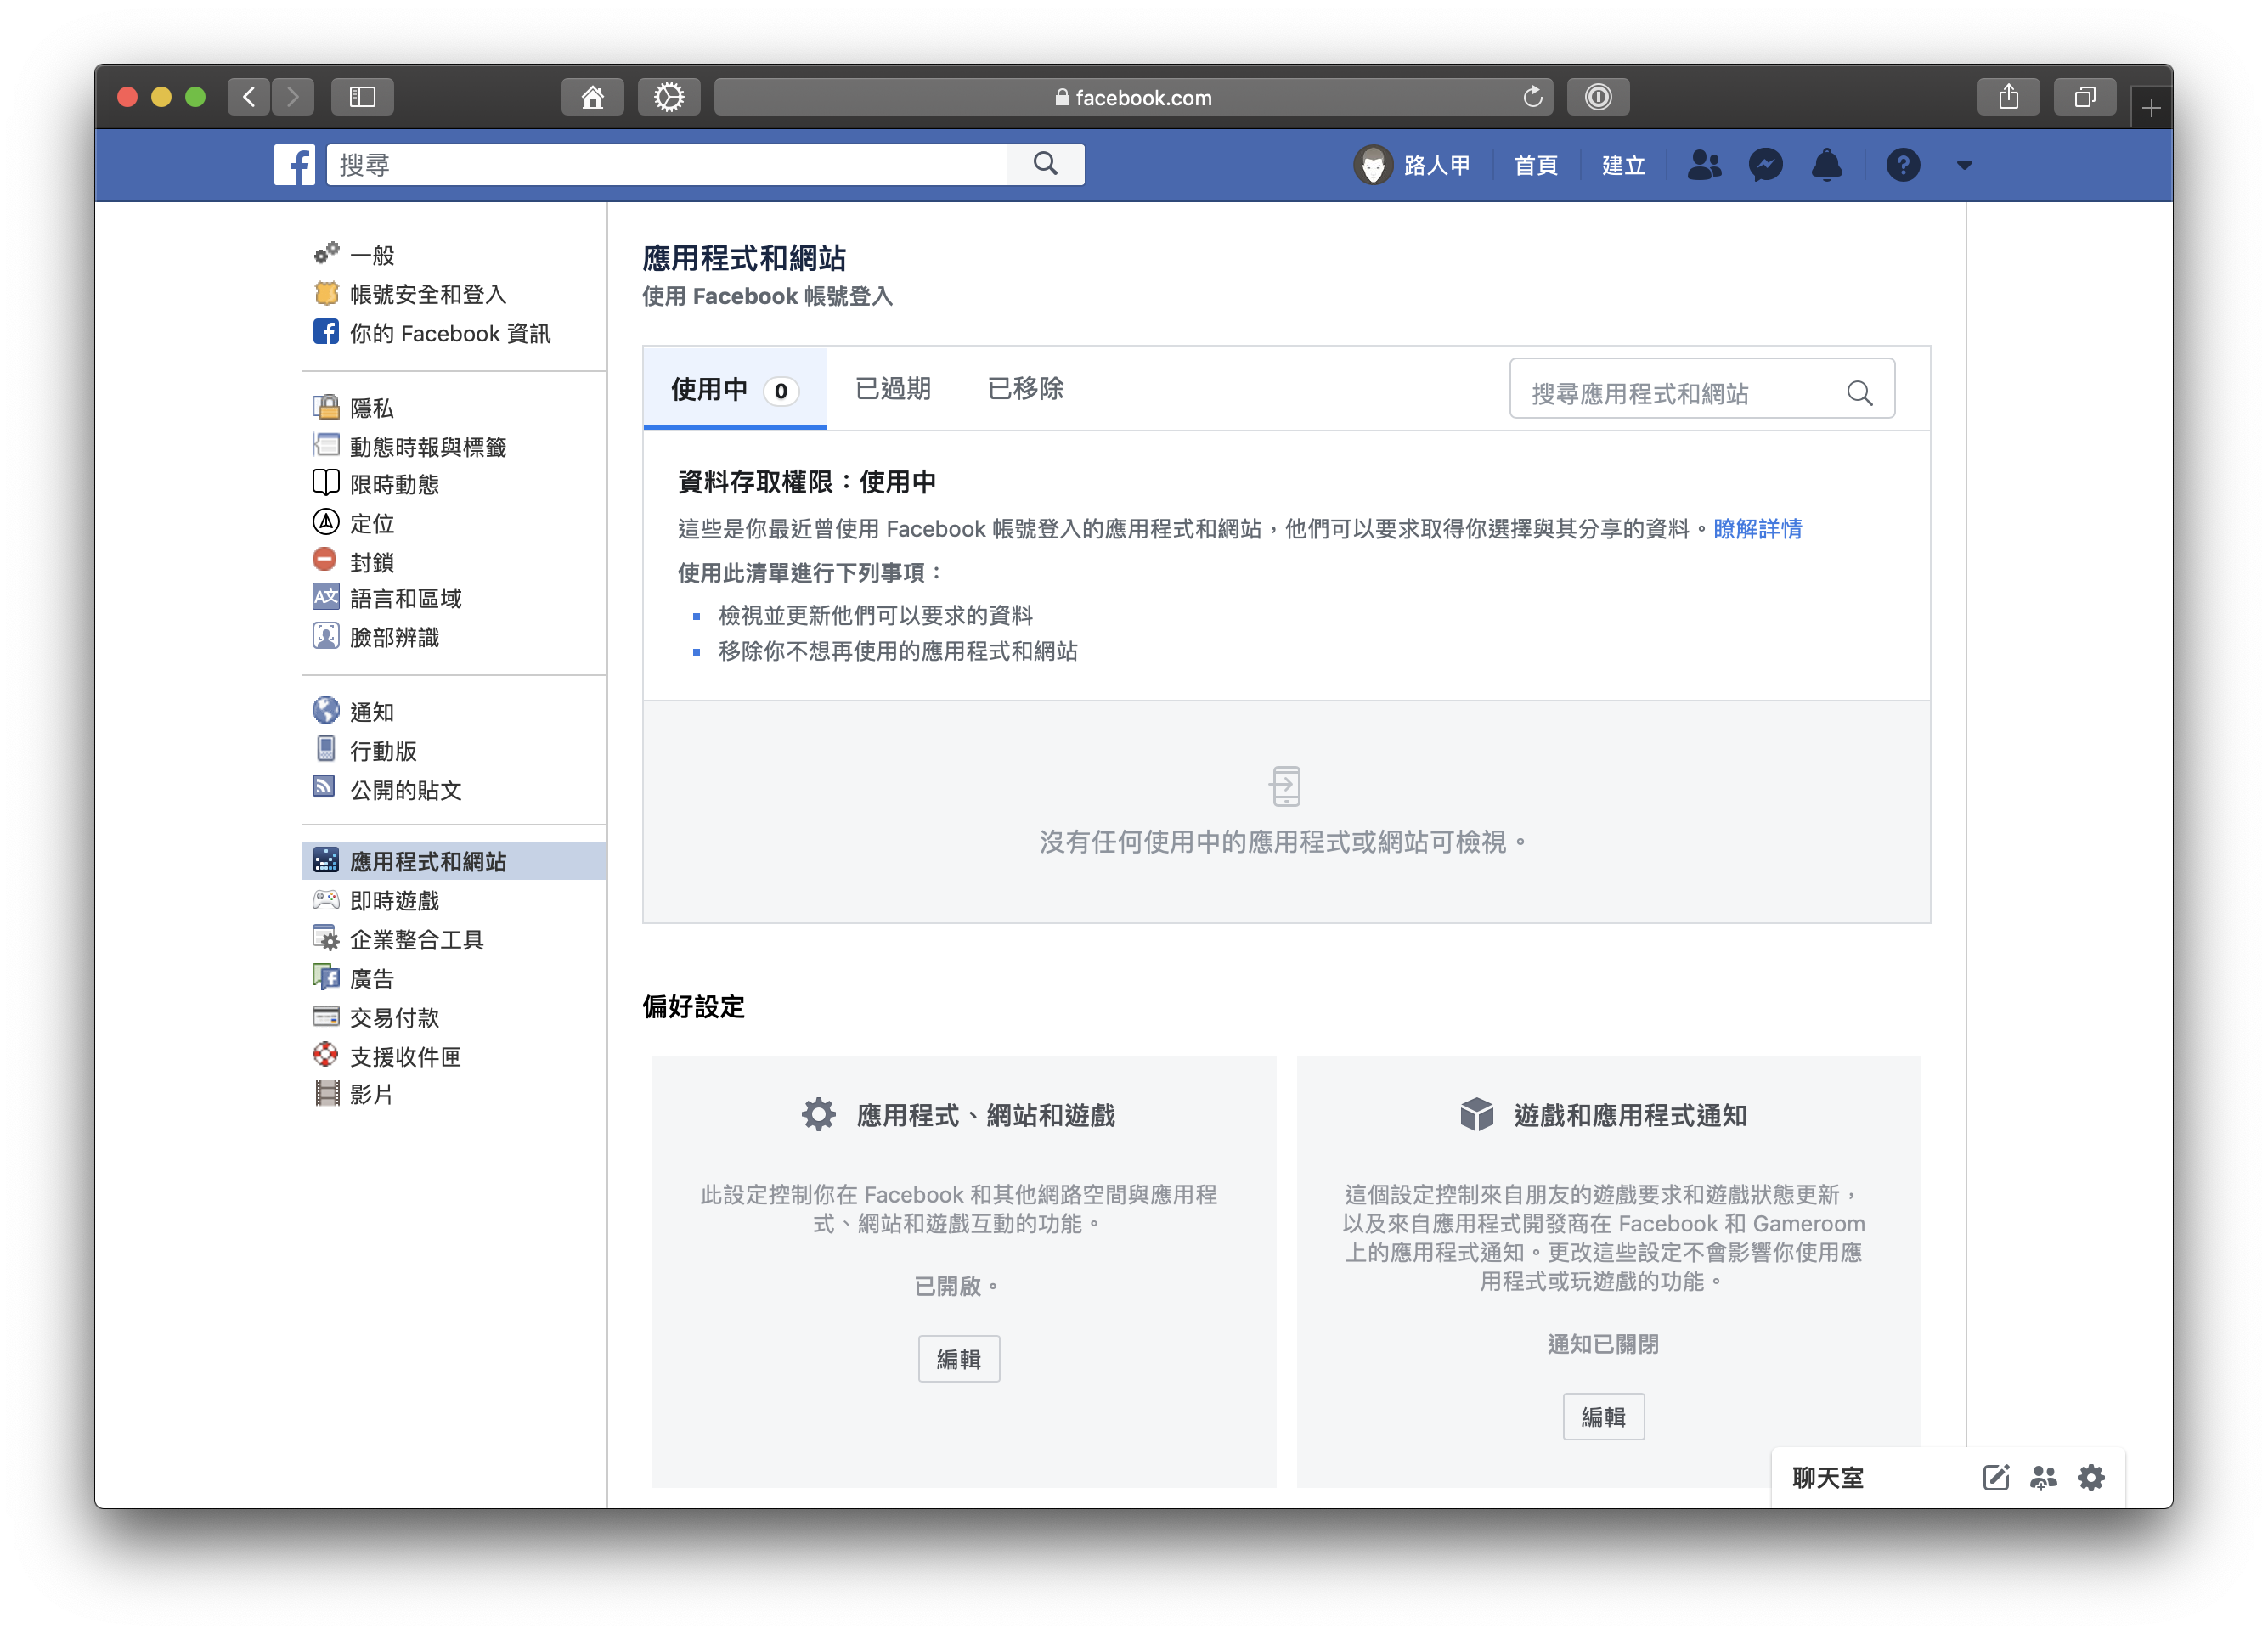 facebook.com
搜尋
路人甲
首頁
建立
一般
帳號安全和登入
你的 Facebook 資訊
隱私
動態時報與標籤
限時動態
定位
封鎖
語言和區域
臉部辨識
通知
行動版
公開的貼文
應用程式和網站
即時遊戲
企業整合工具
廣告
交易付款
支援收件匣
影片
應用程式和網站
使用 Facebook 帳號登入
使用中 0
已過期
已移除
搜尋應用程式和網站
資料存取權限：使用中
這些是你最近曾使用 Facebook 帳號登入的應用程式和網站，他們可以要求取得你選擇與其分享的資料。瞭解詳情
使用此清單進行下列事項：
檢視並更新他們可以要求的資料
移除你不想再使用的應用程式和網站
沒有任何使用中的應用程式或網站可檢視。
偏好設定
應用程式、網站和遊戲
此設定控制你在 Facebook 和其他網路空間與應用程
式、網站和遊戲互動的功能。
已開啟。
編輯
遊戲和應用程式通知
這個設定控制來自朋友的遊戲要求和遊戲狀態更新，
以及來自應用程式開發商在 Facebook 和 Gameroom
上的應用程式通知。更改這些設定不會影響你使用應
用程式或玩遊戲的功能。
通知已關閉
編輯
聊天室